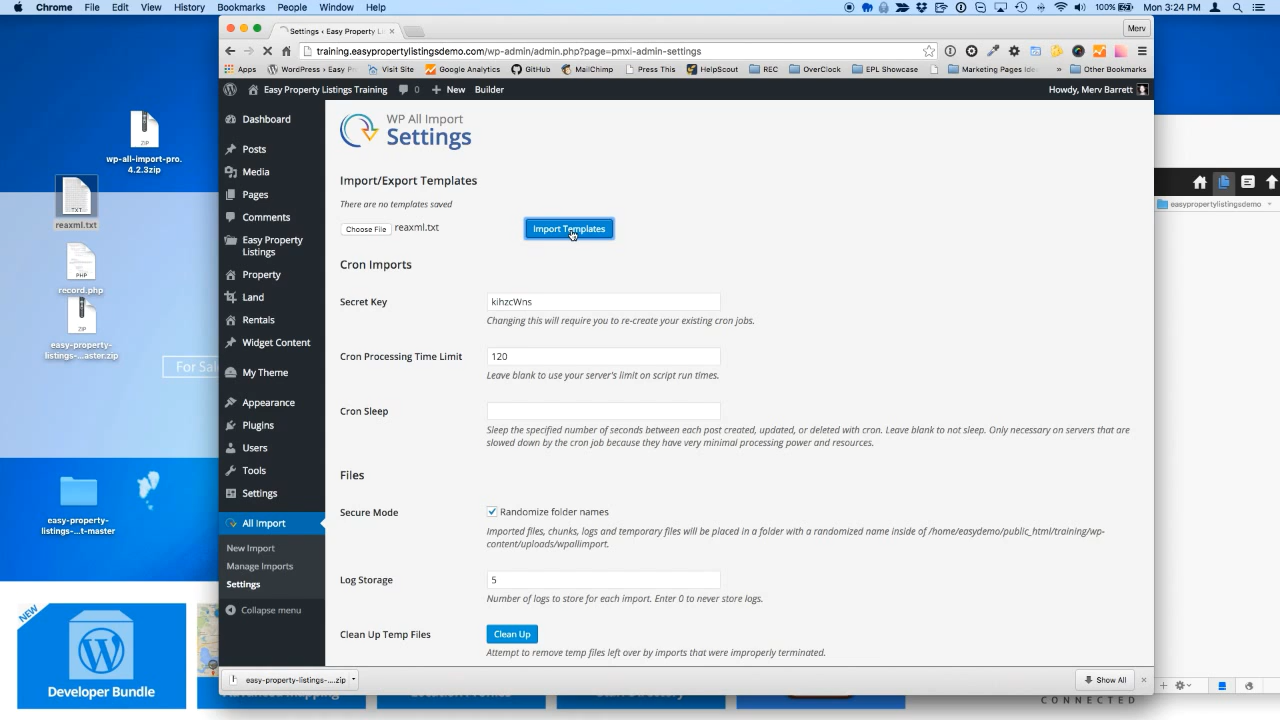 Chrome File Edit View History Bookmarks People Window Help 100% Mon 3:24 PM
Settings ‹ Easy Property Li
Merv
training.easypropertylistingsdemo.com/wp-admin/admin.php?page=pmxi-admin-settings
Apps WordPress › Easy P Visit Site Google Analytics GitHub MailChimp Press This HelpScout REC OverClock EPL Showcase Marketing Pages Ide » Other Bookmarks
Easy Property Listings Training 0 New Builder Howdy, Merv Barrett
Dashboard
Posts
Media
Pages
Comments
Easy Property
Listings
Property
Land
Rentals
Widget Content
My Theme
Appearance
Plugins
Users
Tools
Settings
All Import
New Import
Manage Imports
Settings
Collapse menu
WP All Import
Settings
Import/Export Templates
There are no templates saved
Choose File reaxml.txt Import Templates
Cron Imports
Secret Key kihzcWns
Changing this will require you to re-create your existing cron jobs.
Cron Processing Time Limit 120
Leave blank to use your server's limit on script run times.
Cron Sleep
Sleep the specified number of seconds between each post created, updated, or deleted with cron. Leave blank to not sleep. Only necessary on servers that are
slowed down by the cron job because they have very minimal processing power and resources.
Files
Secure Mode Randomize folder names
Imported files, chunks, logs and temporary files will be placed in a folder with a randomized name inside of /home/easydemo/public_html/training/wp-
content/uploads/wpallimport.
Log Storage 5
Number of logs to store for each import. Enter 0 to never store logs.
Clean Up Temp Files Clean Up
Attempt to remove temp files left over by imports that were improperly terminated.
easy-property-listings-....zip Show All
ZIP
wp-all-import-pro.
4.2.3zip
TXT
reaxml.txt
PHP
record.php
ZIP
easy-property-
listings-...aster.zip
For Sal
easy-property-
listings-...t-master
NEW
Developer Bundle
easypropertylistingsdemo
CONNECTED